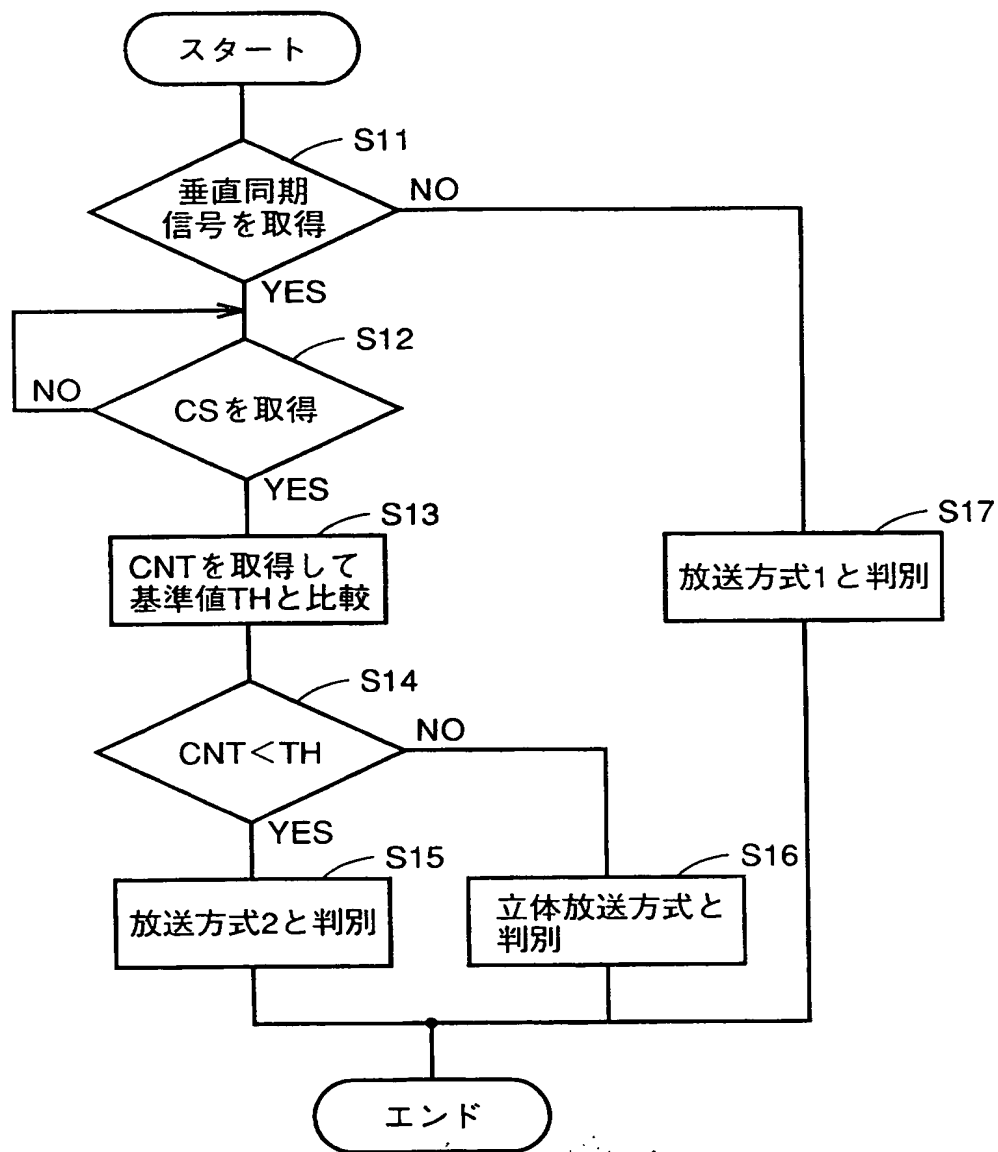 スタート
S11
垂直同期
信号を取得
NO
YES
S12
NO
CSを取得
YES
S13
CNTを取得して
基準値THと比較
S17
放送方式1と判別
S14
CNT<TH
NO
YES
S15
放送方式2と判別
S16
立体放送方式と
判別
エンド